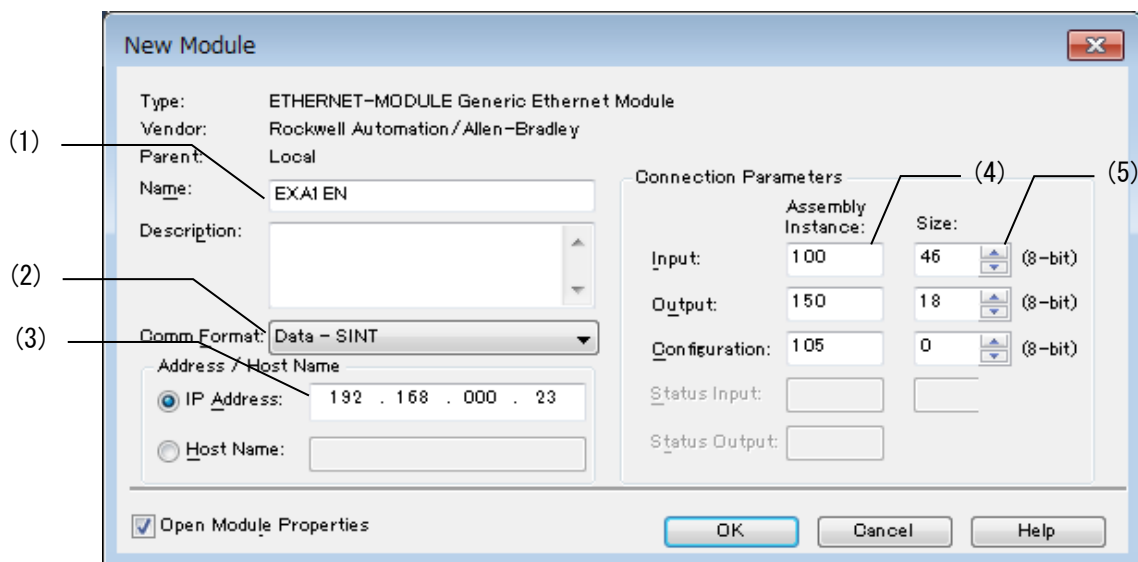 New Module
Type: ETHERNET-MODULE Generic Ethernet Module
Vendor: Rockwell Automation/Allen-Bradley
(1)
Parent: Local
Name: EXA1EN
Description:
(2)
Comm Format: Data - SINT
(3)
Address / Host Name
IP Address: 192 . 168 . 000 . 23
Host Name:
Connection Parameters
(4)
(5)
Assembly
Instance: Size:
Input: 100 46 (8-bit)
Output: 150 18 (8-bit)
Configuration: 105 0 (8-bit)
Status Input:
Status Output:
Open Module Properties
OK Cancel Help